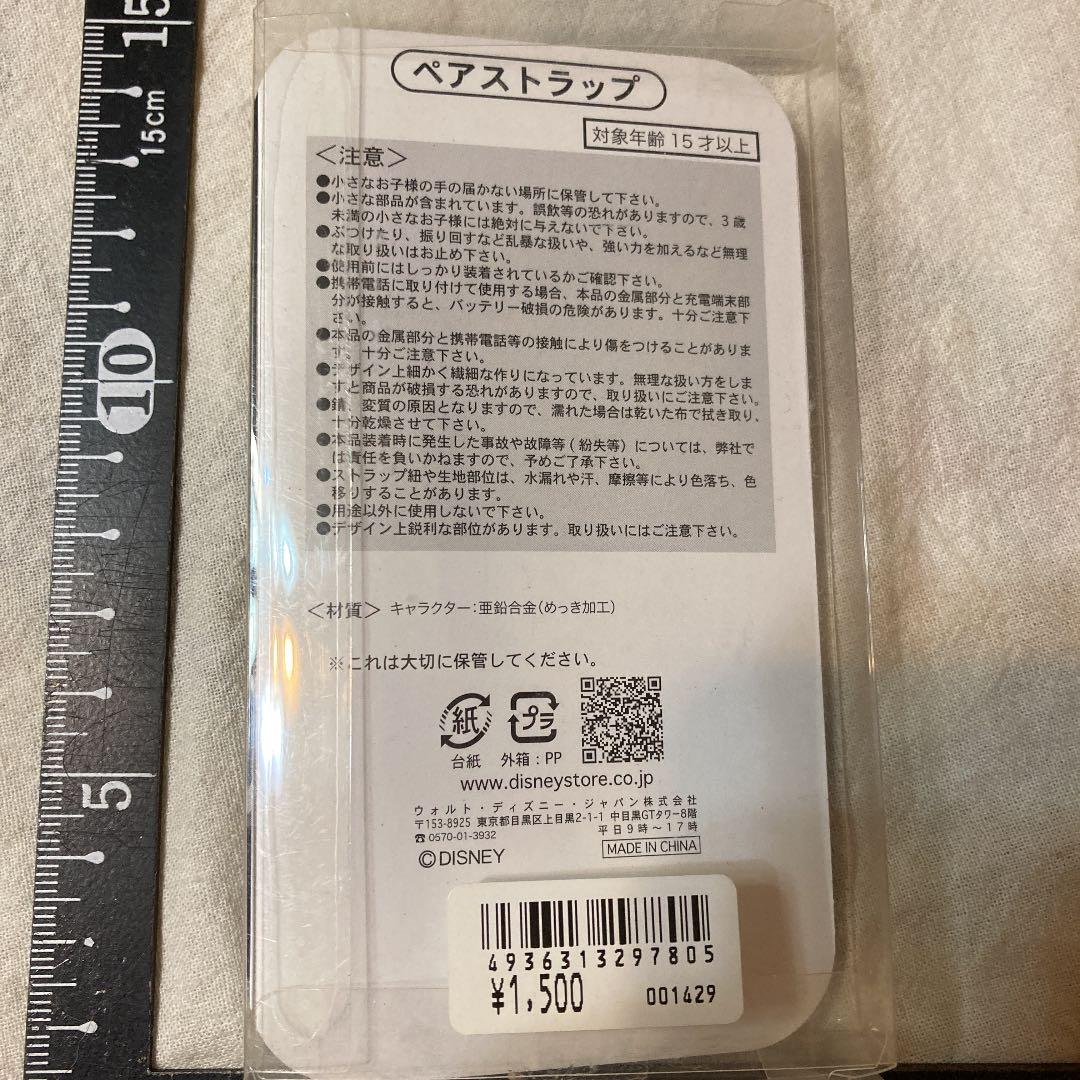 ペアストラップ
対象年齢 15才以上
＜注意＞
●小さなお子様の手の届かない場所に保管して下さい。
●小さな部品が含まれています。誤飲等の恐れがありますので、3歳
未満の小さなお子様には絶対に与えないで下さい。
●ぶつけたり、振り回すなど乱暴な扱いや、強い力を加えるなど無理
な取り扱いはお止め下さい。
●使用前にはしっかり装着されているかご確認下さい。
●携帯電話に取り付けて使用する場合、本品の金属部分と充電端末部
分が接触すると、バッテリー破損の危険があります。十分ご注意下
さい。
●本品の金属部分と携帯電話等の接触により傷をつけることがありま
す。十分ご注意下さい。
●デザイン上細かく繊細な作りになっています。無理な扱い方をしま
すと商品が破損する恐れがありますので、取り扱いにご注意下さい。
●錆、変質の原因となりますので、濡れた場合は乾いた布で拭き取り、
十分乾燥させて下さい。
●本品装着時に発生した事故や故障等(紛失等)については、弊社で
は責任を負いかねますので、予めご了承下さい。
●ストラップ紐や生地部位は、水漏れや汗、摩擦等により色落ち、色
移りすることがあります。
●用途以外に使用しないで下さい。
●デザイン上鋭利な部位があります。取り扱いにはご注意下さい。
＜材質＞ キャラクター：亜鉛合金(めっき加工)
※これは大切に保管してください。
紙 プラ
台紙 外箱：PP
www.disneystore.co.jp
ウォルト・ディズニー・ジャパン株式会社
〒153-8925 東京都目黒区上目黒2-1-1 中目黒GTタワー8階
☎0570-01-3932 平日9時～17時
©DISNEY MADE IN CHINA
4936313297805
¥1,500 001429
15
15cm
10
5